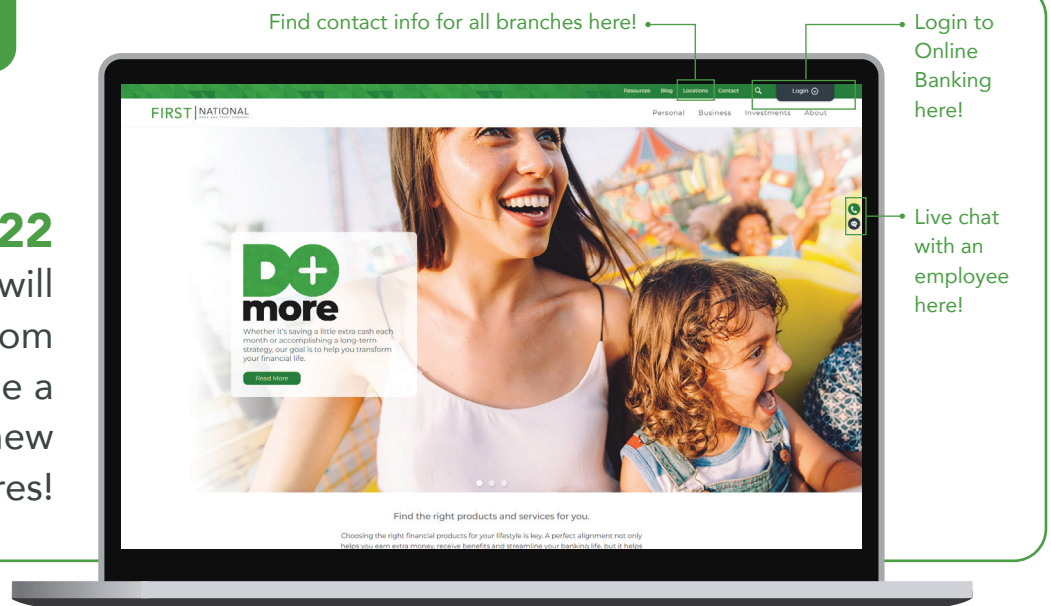 Find contact info for all branches here!
Login to
Online
Banking
here!
Resources Blog Locations Contact Login
FIRST NATIONAL
BANK AND TRUST COMPANY
Personal Business Investments About
22
will
om
e a
new
res!
Live chat
with an
employee
here!
DO+
more
Whether it's saving a little extra cash each
month or accomplishing a long-term
strategy, our goal is to help you transform
your financial life.
Read More
Find the right products and services for you.
Choosing the right financial products for your lifestyle is key. A perfect alignment not only
helps you earn extra money, receive benefits and streamline your banking life, but it helps